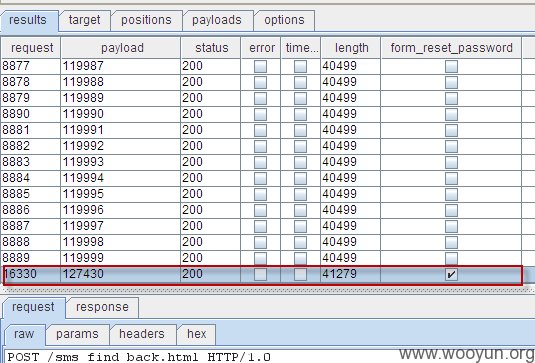 results target positions payloads options
request payload status error time... length form_reset_password
8877 119987 200 40499
8878 119988 200 40499
8879 119989 200 40499
8890 119990 200 40499
8881 119991 200 40499
8882 119992 200 40499
8883 119993 200 40499
8884 119994 200 40499
8885 119995 200 40499
8886 119996 200 40499
8887 119997 200 40499
8888 119998 200 40499
8889 119999 200 40499
16330 127430 200 41279
request response
raw params headers hex
POST /sms_find_back.html HTTP/1.0
www.wooyun.org